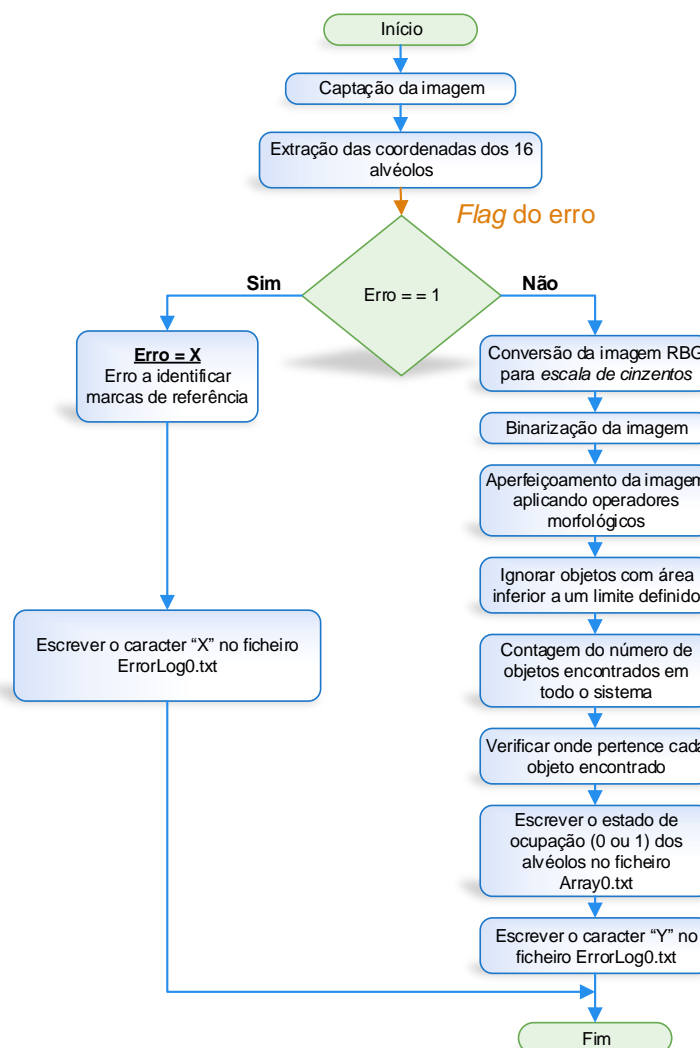 Início
Captação da imagem
Extração das coordenadas dos 16
alvéolos
Flag do erro
Erro = = 1
Sim
Não
Erro = X
Erro a identificar
marcas de referência
Escrever o caracter “X” no ficheiro
ErrorLog0.txt
Conversão da imagem RBG
para escala de cinzentos
Binarização da imagem
Aperfeiçoamento da imagem
aplicando operadores
morfológicos
Ignorar objetos com área
inferior a um limite definido
Contagem do número de
objetos encontrados em
todo o sistema
Verificar onde pertence cada
objeto encontrado
Escrever o estado de
ocupação (0 ou 1) dos
alvéolos no ficheiro
Array0.txt
Escrever o caracter “Y” no
ficheiro ErrorLog0.txt
Fim